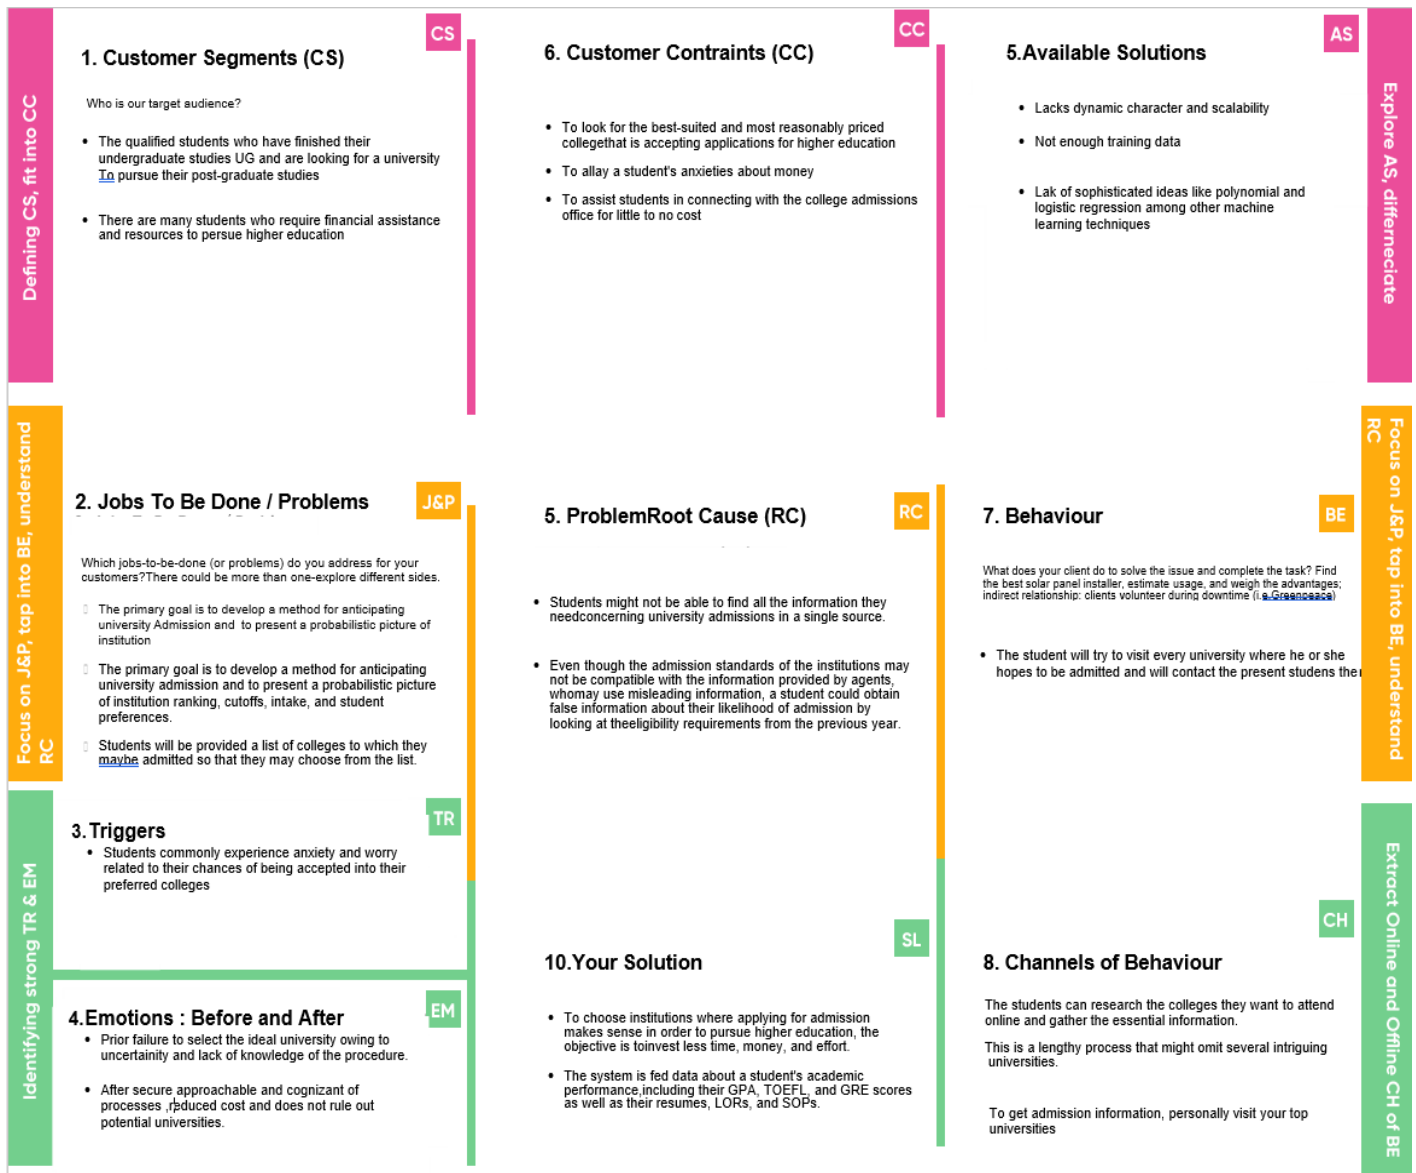 Defining CS, fit into CC
CS
1. Customer Segments (CS)
Who is our target audience?
• The qualified students who have finished their
undergraduate studies UG and are looking for a university
To pursue their post-graduate studies
• There are many students who require financial assistance
and resources to persue higher education
CC
6. Customer Contraints (CC)
• To look for the best-suited and most reasonably priced
collegethat is accepting applications for higher education
• To allay a student's anxieties about money
• To assist students in connecting with the college admissions
office for little to no cost
AS
5.Available Solutions
• Lacks dynamic character and scalability
• Not enough training data
• Lak of sophisticated ideas like polynomial and
logistic regression among other machine
learning techniques
Explore AS, differneciate
Focus on J&P, tap into BE, understand
RC
J&P
2. Jobs To Be Done / Problems
Which jobs-to-be-done (or problems) do you address for your
customers?There could be more than one-explore different sides.
The primary goal is to develop a method for anticipating
university Admission and to present a probabilistic picture of
institution
The primary goal is to develop a method for anticipating
university admission and to present a probabilistic picture
of institution ranking, cutoffs, intake, and student
preferences.
Students will be provided a list of colleges to which they
maybe admitted so that they may choose from the list.
RC
5. ProblemRoot Cause (RC)
• Students might not be able to find all the information they
needconcerning university admissions in a single source.
• Even though the admission standards of the institutions may
not be compatible with the information provided by agents,
whomay use misleading information, a student could obtain
false information about their likelihood of admission by
looking at theeligibility requirements from the previous year.
BE
7. Behaviour
What does your client do to solve the issue and complete the task? Find
the best solar panel installer, estimate usage, and weigh the advantages;
indirect relationship: clients volunteer during downtime (i.e.Greenpeace)
• The student will try to visit every university where he or she
hopes to be admitted and will contact the present studens
Focus on J&P, tap into BE, understand
RC
Identifying strong TR & EM
TR
3.Triggers
• Students commonly experience anxiety and worry
related to their chances of being accepted into their
preferred colleges
EM
4.Emotions : Before and After
• Prior failure to select the ideal university owing to
uncertainity and lack of knowledge of the procedure.
• After secure approachable and cognizant of
processes ,reduced cost and does not rule out
potential universities.
SL
10.Your Solution
• To choose institutions where applying for admission
makes sense in order to pursue higher education, the
objective is toinvest less time, money, and effort.
• The system is fed data about a student's academic
performance,including their GPA, TOEFL, and GRE scores
as well as their resumes, LORs, and SOPs.
CH
8. Channels of Behaviour
The students can research the colleges they want to attend
online and gather the essential information.
This is a lengthy process that might omit several intriguing
universities.
To get admission information, personally visit your top
universities
Extract Online and Offline CH of BE